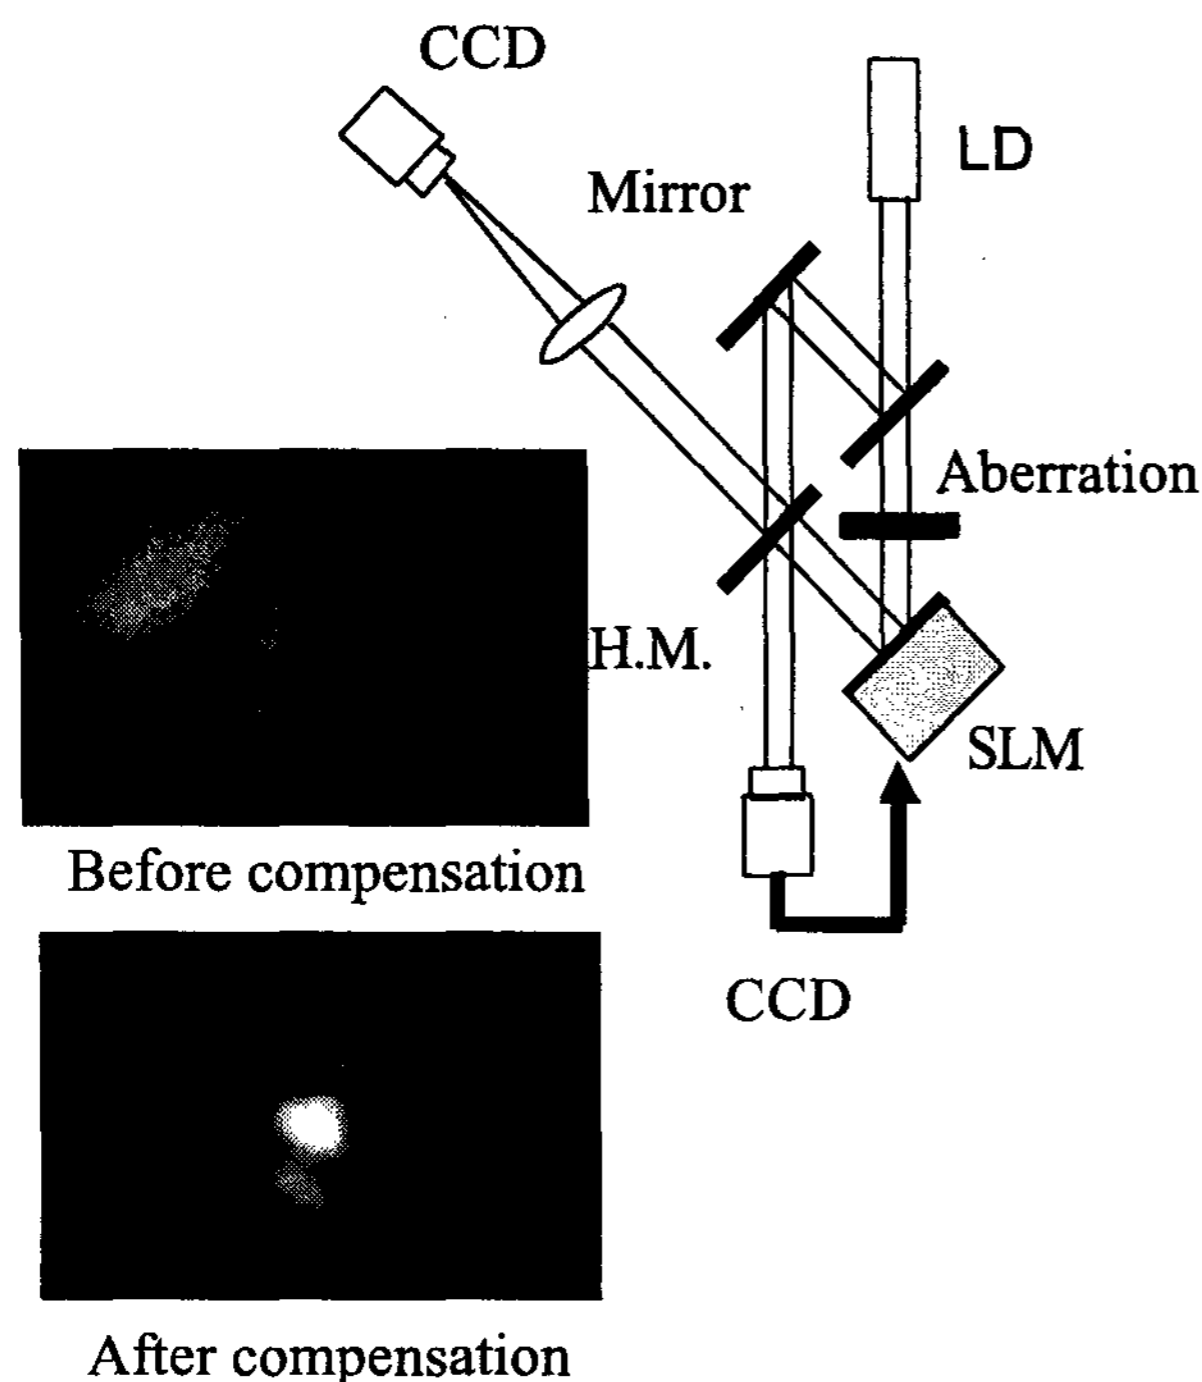 CCD
LD
Mirror
Aberration
H.M.
SLM
Before compensation
CCD
After compensation